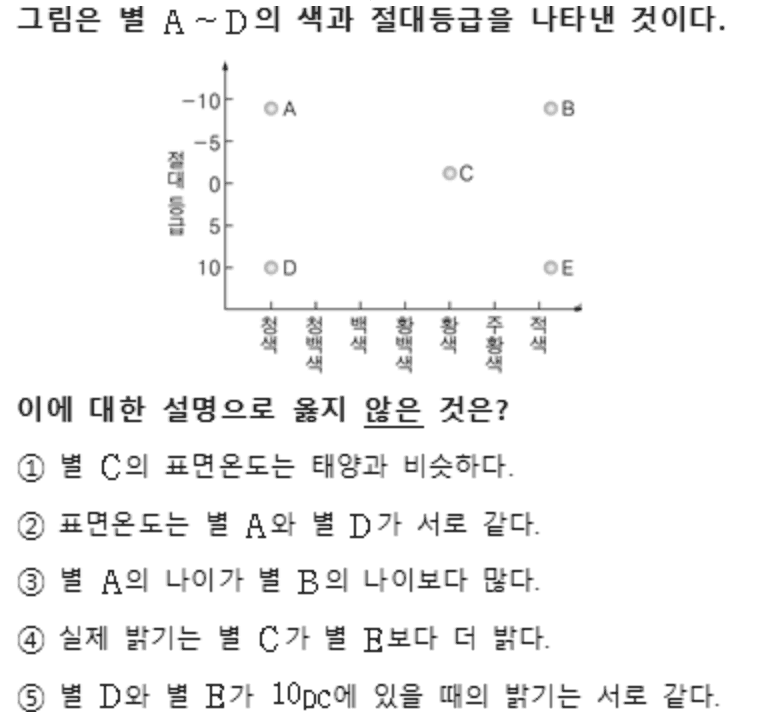 그림은 별 A ~ D의 색과 절대등급을 나타낸 것이다.
-10
A
B
-5
절대 등급
0
C
5
10
D
E
청색 청백색 백색 황백색 황색 주황색 적색
이에 대한 설명으로 옳지 않은 것은?
① 별 C의 표면온도는 태양과 비슷하다.
② 표면온도는 별 A와 별 D가 서로 같다.
③ 별 A의 나이가 별 B의 나이보다 많다.
④ 실제 밝기는 별 C가 별 E보다 더 밝다.
⑤ 별 D와 별 E가 10pc에 있을 때의 밝기는 서로 같다.